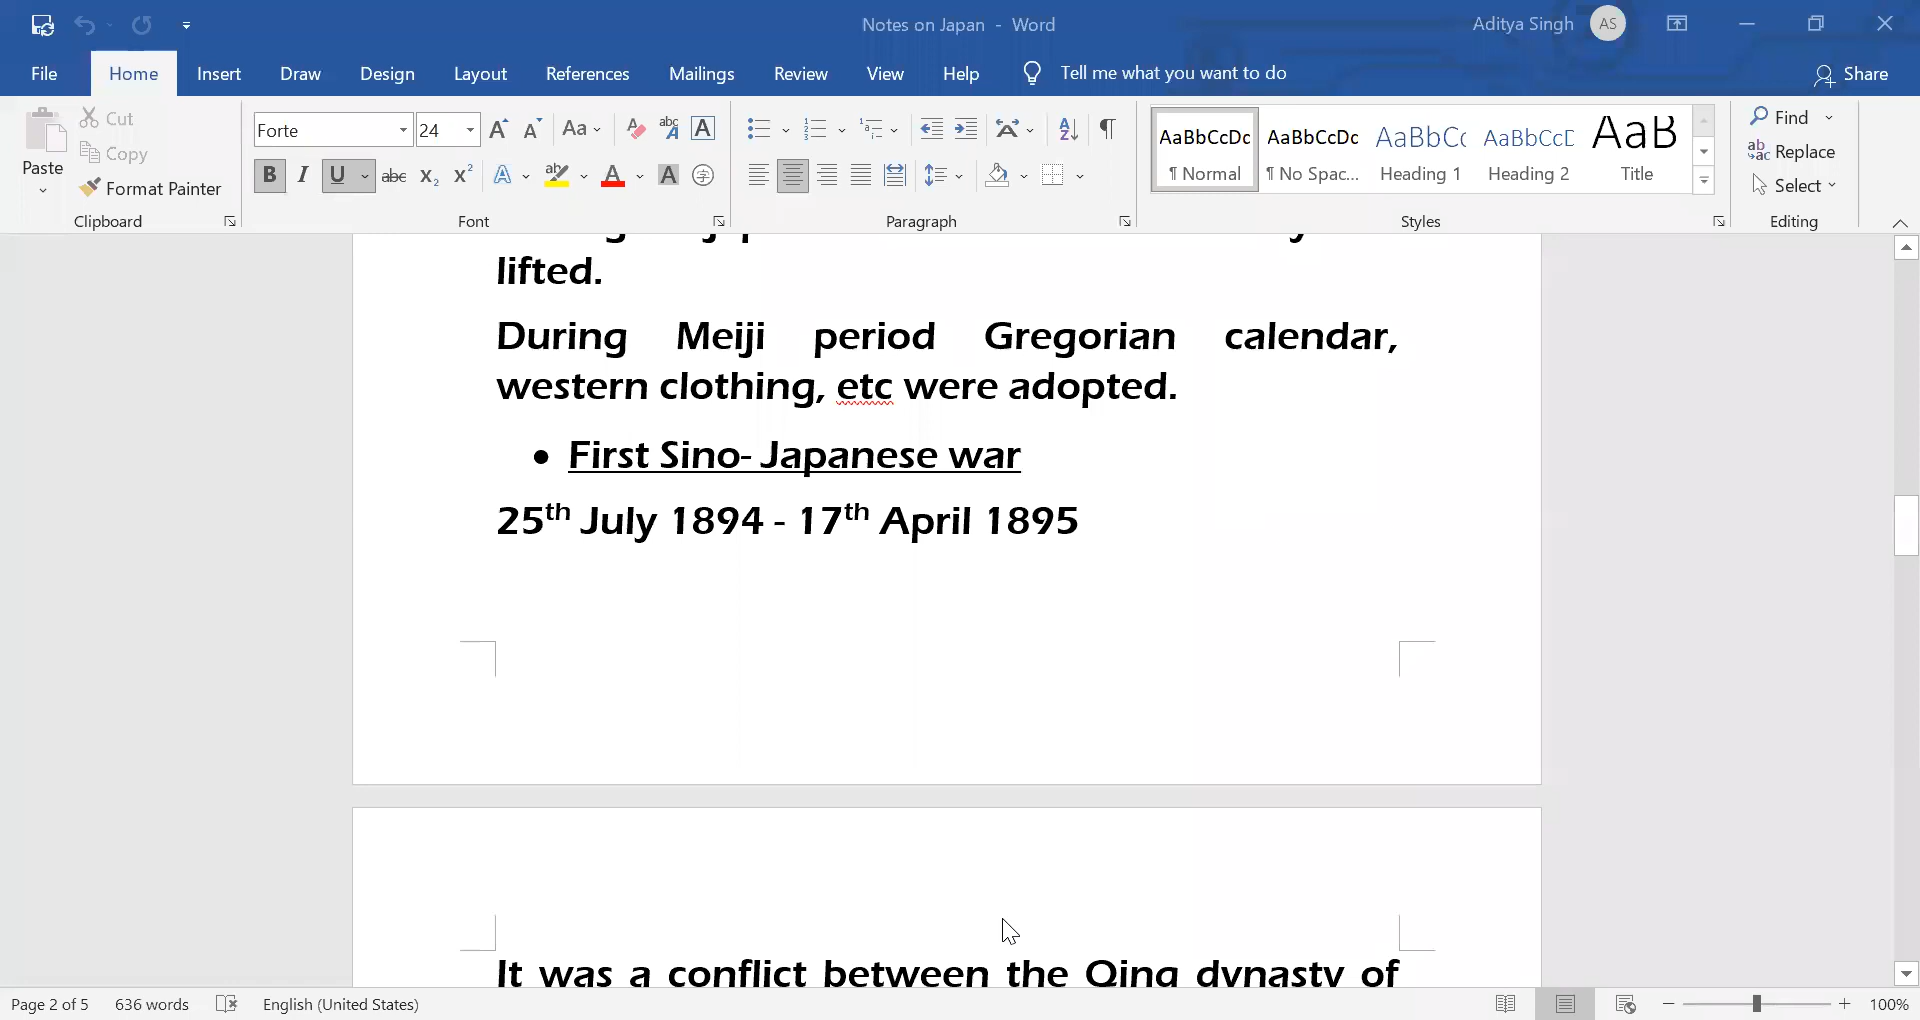 Notes on Japan - Word
Aditya Singh AS
File Home Insert Draw Design Layout References Mailings Review View Help Tell me what you want to do Share
Paste
Cut
Copy
Format Painter
Clipboard
Forte 24
Font
Paragraph
AaBbCcDc AaBbCcDc AaBbCc AaBbCcD AaB
¶ Normal ¶ No Spac... Heading 1 Heading 2 Title
Styles
Find
Replace
Select
Editing
lifted.
During Meiji period Gregorian calendar,
western clothing, etc were adopted.
• First Sino- Japanese war
25th July 1894 - 17th April 1895
It was a conflict between the Qing dynasty of
Page 2 of 5 636 words English (United States) 100%